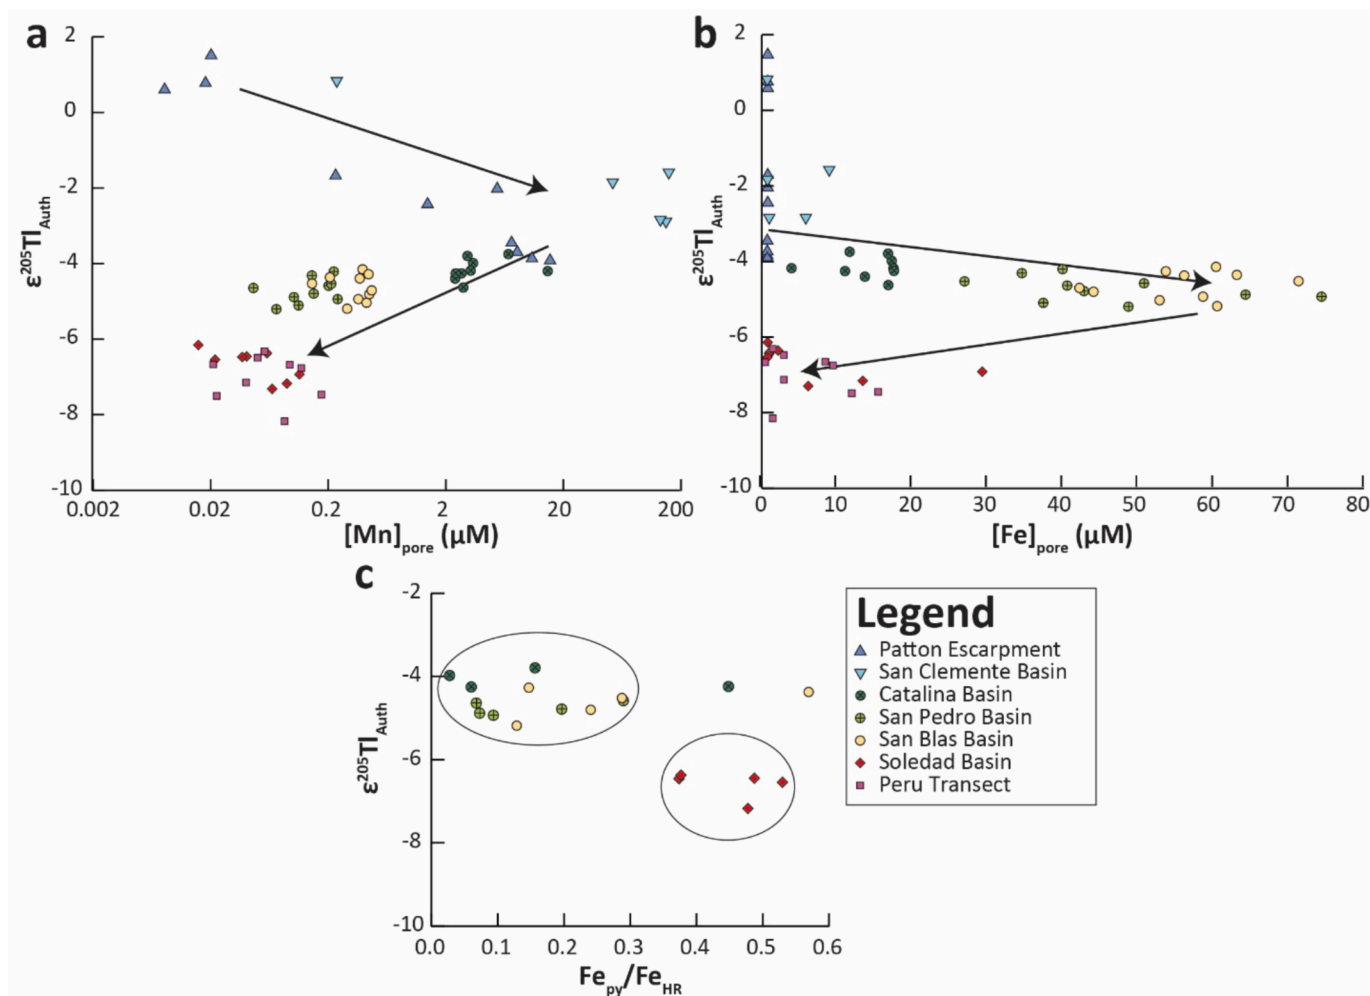 a
2
0
-2
-4
-6
-8
-10
ε²⁰⁵Tl_Auth
0.002 0.02 0.2 2 20 200
[Mn]pore (μM)
b
2
0
-2
-4
-6
-8
-10
ε²⁰⁵Tl_Auth
0 10 20 30 40 50 60 70 80
[Fe]pore (μM)
c
-2
-4
-6
-8
-10
ε²⁰⁵Tl_Auth
0.0 0.1 0.2 0.3 0.4 0.5 0.6
Fepy/FeHR
Legend
Patton Escarpment
San Clemente Basin
Catalina Basin
San Pedro Basin
San Blas Basin
Soledad Basin
Peru Transect